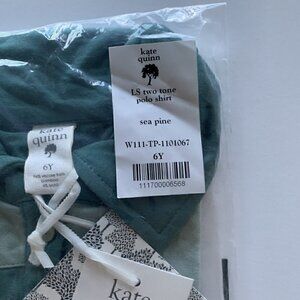 kate
quinn
LS two tone
polo shirt
sea pine
W111-TP-1101067
6Y
111700006568
kate
quinn
6Y
kate